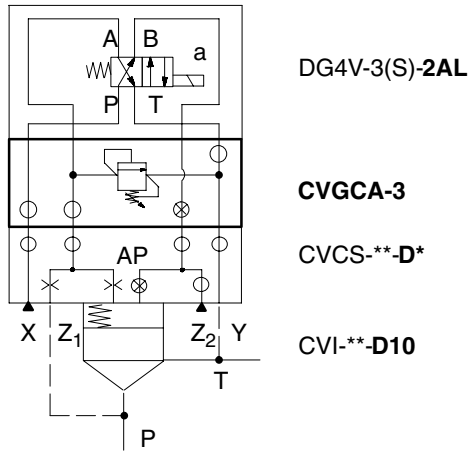 A B
a
DG4V-3(S)-2AL
P T
CVGCA-3
AP
CVCS-**-D*
X Z1 Z2 Y
CVI-**-D10
T
P